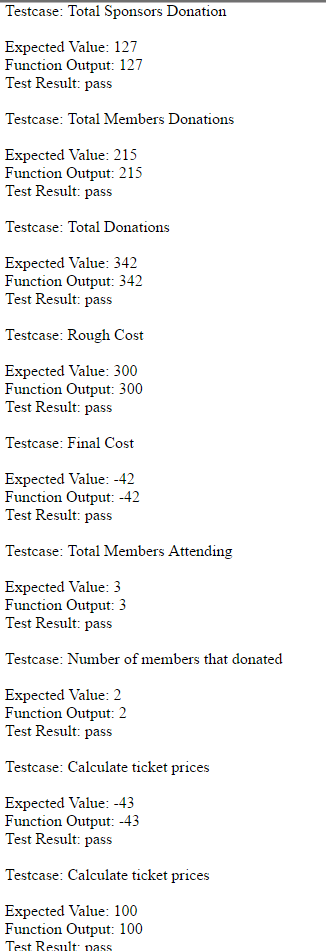 Testcase: Total Sponsors Donation
Expected Value: 127
Function Output: 127
Test Result: pass
Testcase: Total Members Donations
Expected Value: 215
Function Output: 215
Test Result: pass
Testcase: Total Donations
Expected Value: 342
Function Output: 342
Test Result: pass
Testcase: Rough Cost
Expected Value: 300
Function Output: 300
Test Result: pass
Testcase: Final Cost
Expected Value: -42
Function Output: -42
Test Result: pass
Testcase: Total Members Attending
Expected Value: 3
Function Output: 3
Test Result: pass
Testcase: Number of members that donated
Expected Value: 2
Function Output: 2
Test Result: pass
Testcase: Calculate ticket prices
Expected Value: -43
Function Output: -43
Test Result: pass
Testcase: Calculate ticket prices
Expected Value: 100
Function Output: 100
Test Result: pass